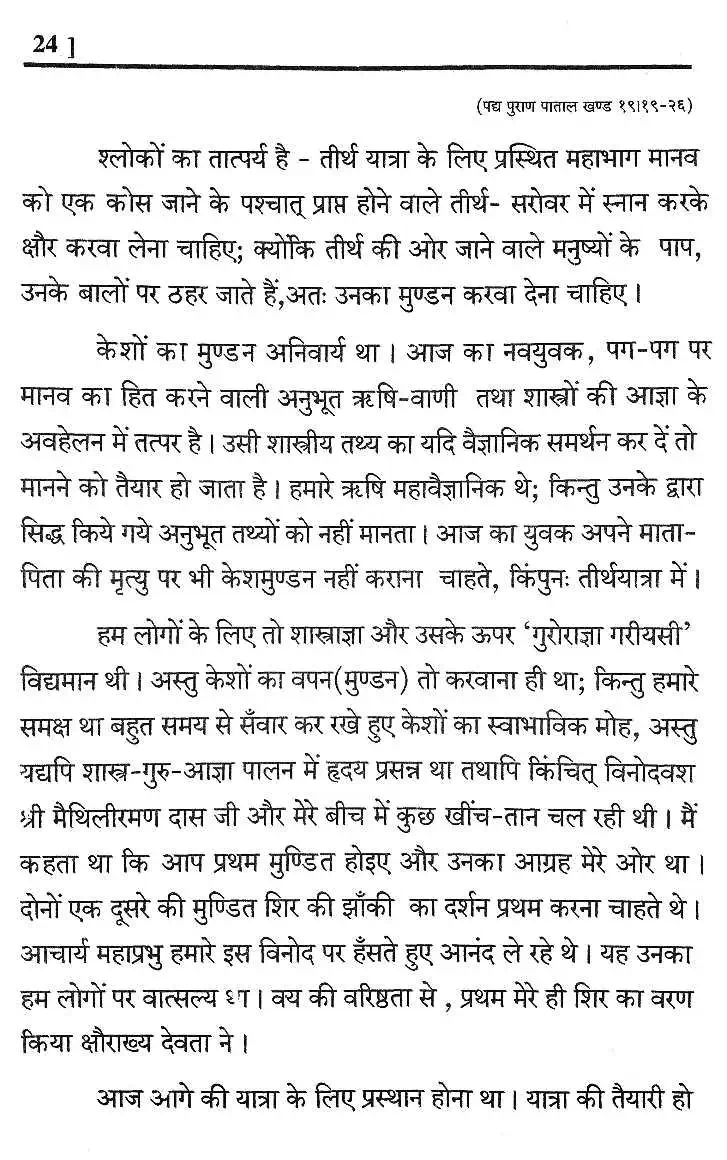 24 ]
(पद्म पुराण पाताल खण्ड १९।१९-२६)
श्लोकों का तात्पर्य है - तीर्थ यात्रा के लिए प्रस्थित महाभाग मानव
को एक कोस जाने के पश्चात् प्राप्त होने वाले तीर्थ- सरोवर में स्नान करके
क्षौर करवा लेना चाहिए; क्योंकि तीर्थ की ओर जाने वाले मनुष्यों के पाप,
उनके बालों पर ठहर जाते हैं,अतः उनका मुण्डन करवा देना चाहिए ।
केशों का मुण्डन अनिवार्य था । आज का नवयुवक, पग-पग पर
मानव का हित करने वाली अनुभूत ऋषि-वाणी तथा शास्त्रों की आज्ञा के
अवहेलन में तत्पर है । उसी शास्त्रीय तथ्य का यदि वैज्ञानिक समर्थन कर दें तो
मानने को तैयार हो जाता है । हमारे ऋषि महावैज्ञानिक थे; किन्तु उनके द्वारा
सिद्ध किये गये अनुभूत तथ्यों को नहीं मानता । आज का युवक अपने माता-
पिता की मृत्यु पर भी केशमुण्डन नहीं कराना चाहते, किंपुनः तीर्थयात्रा में ।
हम लोगों के लिए तो शास्त्राज्ञा और उसके ऊपर ‘गुरोराज्ञा गरीयसी’
विद्यमान थी । अस्तु केशों का वपन(मुण्डन) तो करवाना ही था; किन्तु हमारे
समक्ष था बहुत समय से सँवार कर रखे हुए केशों का स्वाभाविक मोह, अस्तु
यद्यपि शास्त्र-गुरु-आज्ञा पालन में हृदय प्रसन्न था तथापि किंचित् विनोदवश
श्री मैथिलीरमण दास जी और मेरे बीच में कुछ खींच-तान चल रही थी । मैं
कहता था कि आप प्रथम मुण्डित होइए और उनका आग्रह मेरे ओर था ।
दोनों एक दूसरे की मुण्डित शिर की झाँकी का दर्शन प्रथम करना चाहते थे ।
आचार्य महाप्रभु हमारे इस विनोद पर हँसते हुए आनंद ले रहे थे । यह उनका
हम लोगों पर वात्सल्य था । वय की वरिष्ठता से , प्रथम मेरे ही शिर का वरण
किया क्षौराख्य देवता ने ।
आज आगे की यात्रा के लिए प्रस्थान होना था । यात्रा की तैयारी हो